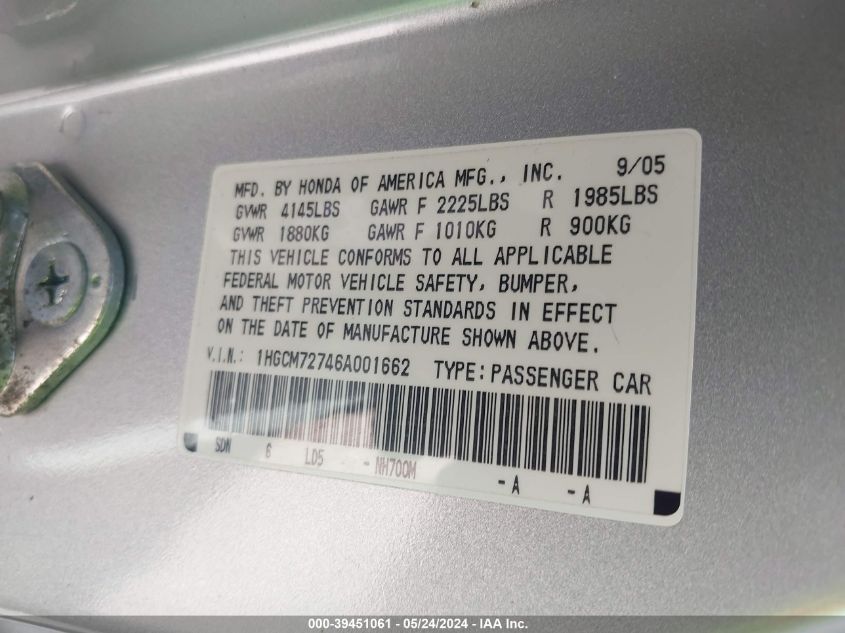 MFD. BY HONDA OF AMERICA MFG., INC. 9/05
GVWR 4145LBS GAWR F 2225LBS R 1985LBS
GVWR 1880KG GAWR F 1010KG R 900KG
THIS VEHICLE CONFORMS TO ALL APPLICABLE
FEDERAL MOTOR VEHICLE SAFETY, BUMPER,
AND THEFT PREVENTION STANDARDS IN EFFECT
ON THE DATE OF MANUFACTURE SHOWN ABOVE.
V.I.N.: 1HGCM72746A001662 TYPE:PASSENGER CAR
SDN 6 LD5 -NH700M -A -A
000-39451061 - 05/24/2024 - IAA Inc.